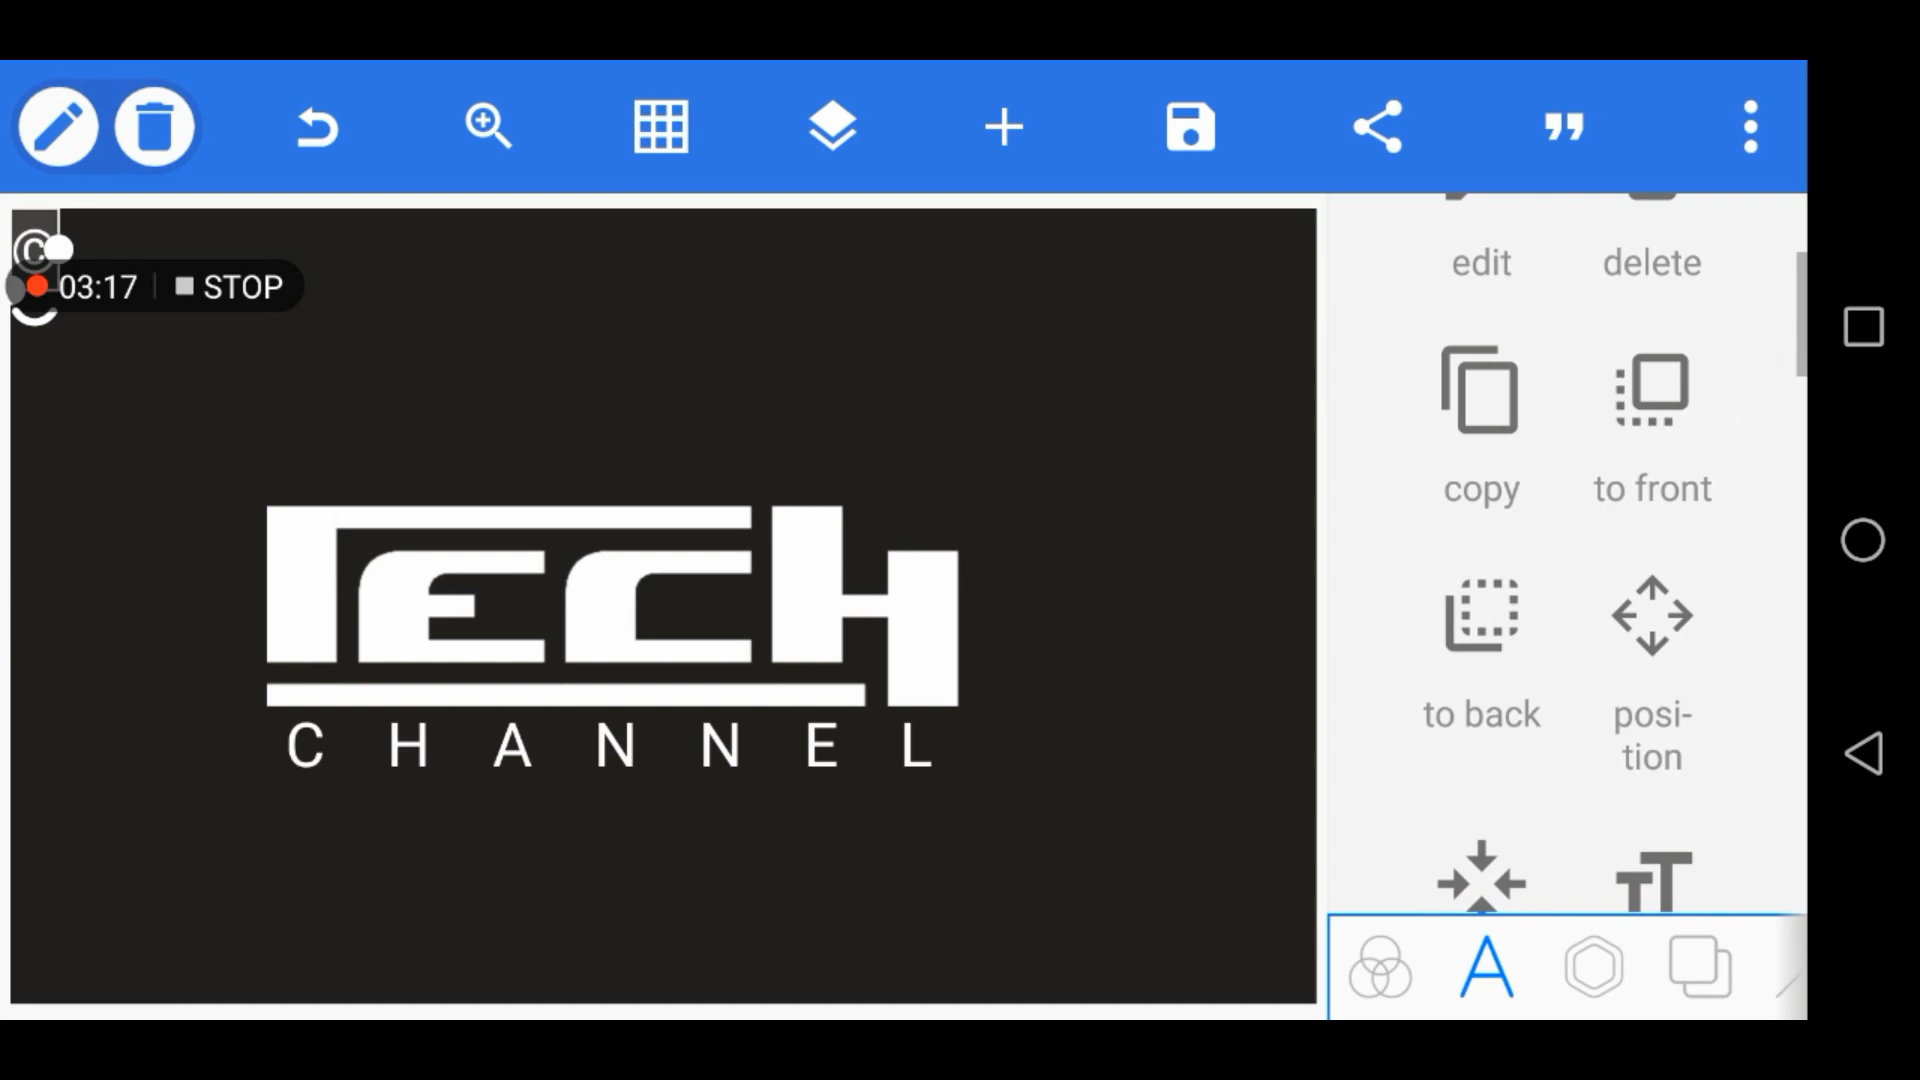 ©
03:17 STOP
edit delete
copy to front
TECH
to back posi-
tion
CHANNEL